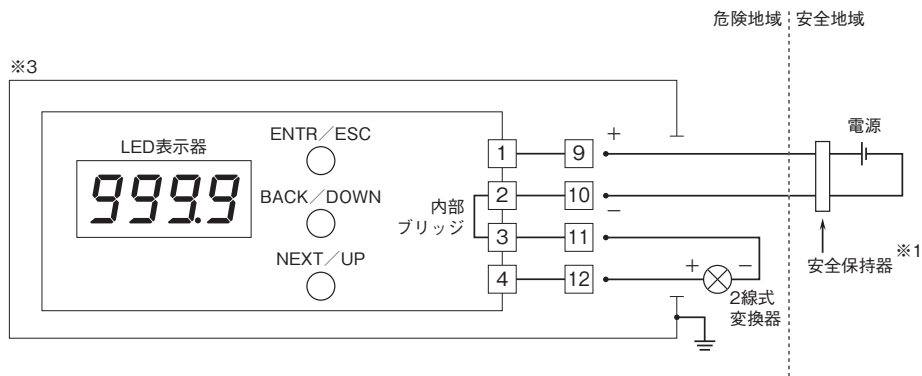 危険地域 安全地域
※3
ENTR／ESC
LED表示器
999.9
BACK／DOWN
NEXT／UP
内部
ブリッジ
1 9 +
2 10 −
3 11
4 12
+ −
2線式
変換器
電源
安全保持器 ※1